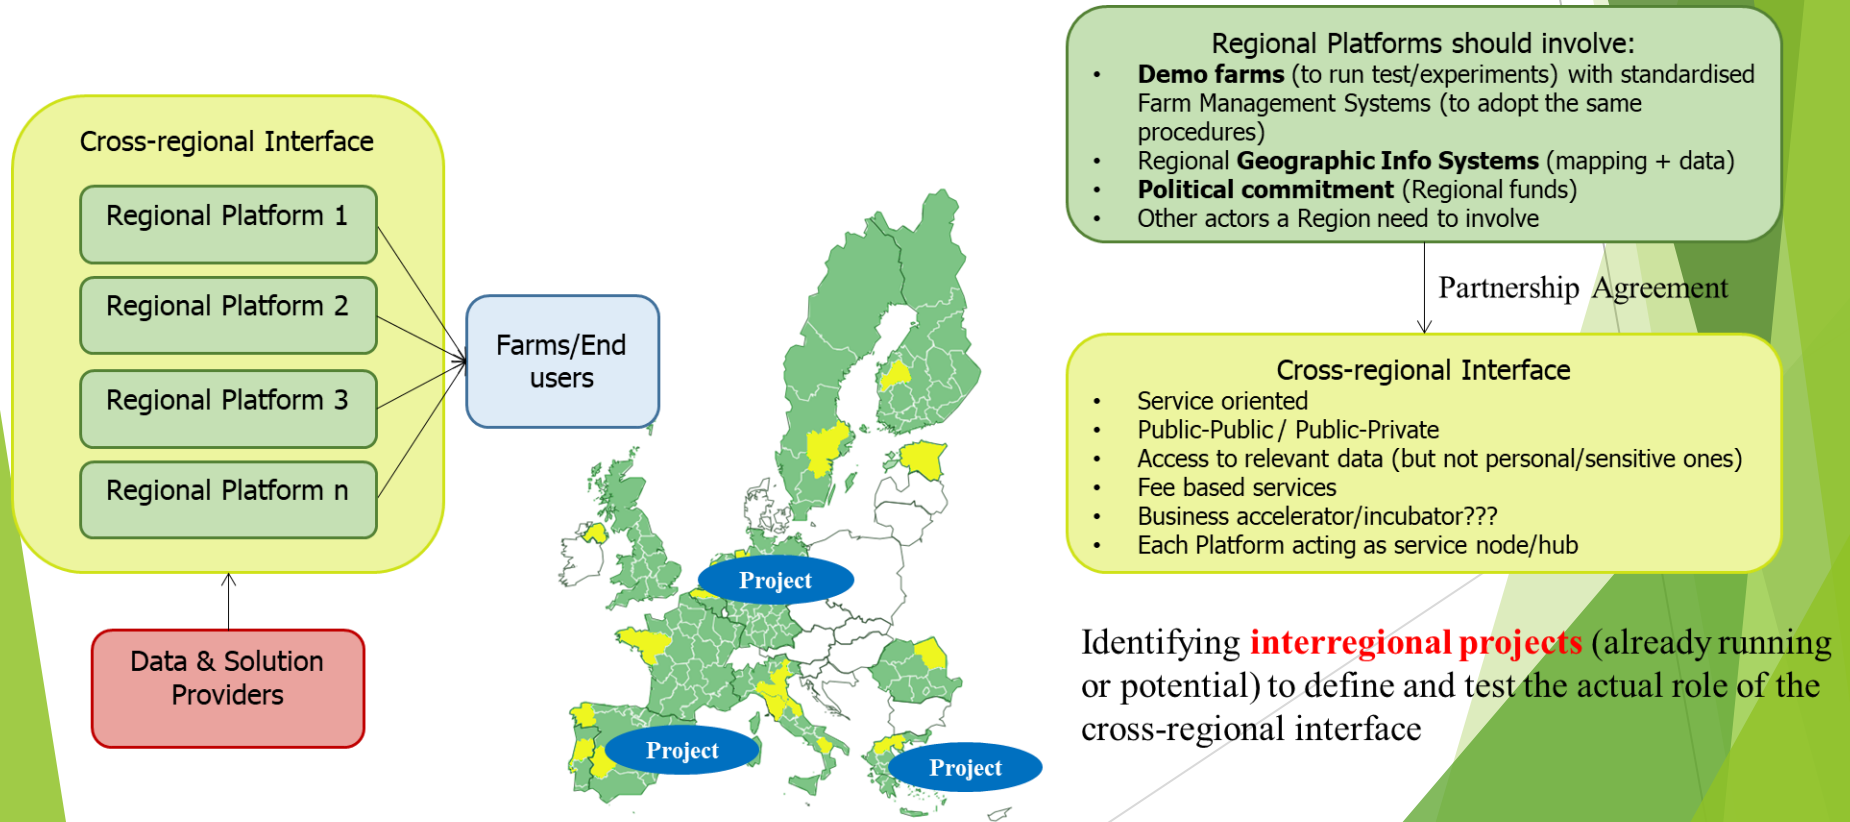 Cross-regional Interface
Regional Platform 1
Regional Platform 2
Regional Platform 3
Regional Platform n
Farms/End
users
Data & Solution
Providers
Project
Project
Project
Regional Platforms should involve:
• Demo farms (to run test/experiments) with standardised
Farm Management Systems (to adopt the same
procedures)
• Regional Geographic Info Systems (mapping + data)
• Political commitment (Regional funds)
• Other actors a Region need to involve
Partnership Agreement
Cross-regional Interface
• Service oriented
• Public-Public / Public-Private
• Access to relevant data (but not personal/sensitive ones)
• Fee based services
• Business accelerator/incubator???
• Each Platform acting as service node/hub
Identifying interregional projects (already running
or potential) to define and test the actual role of the
cross-regional interface